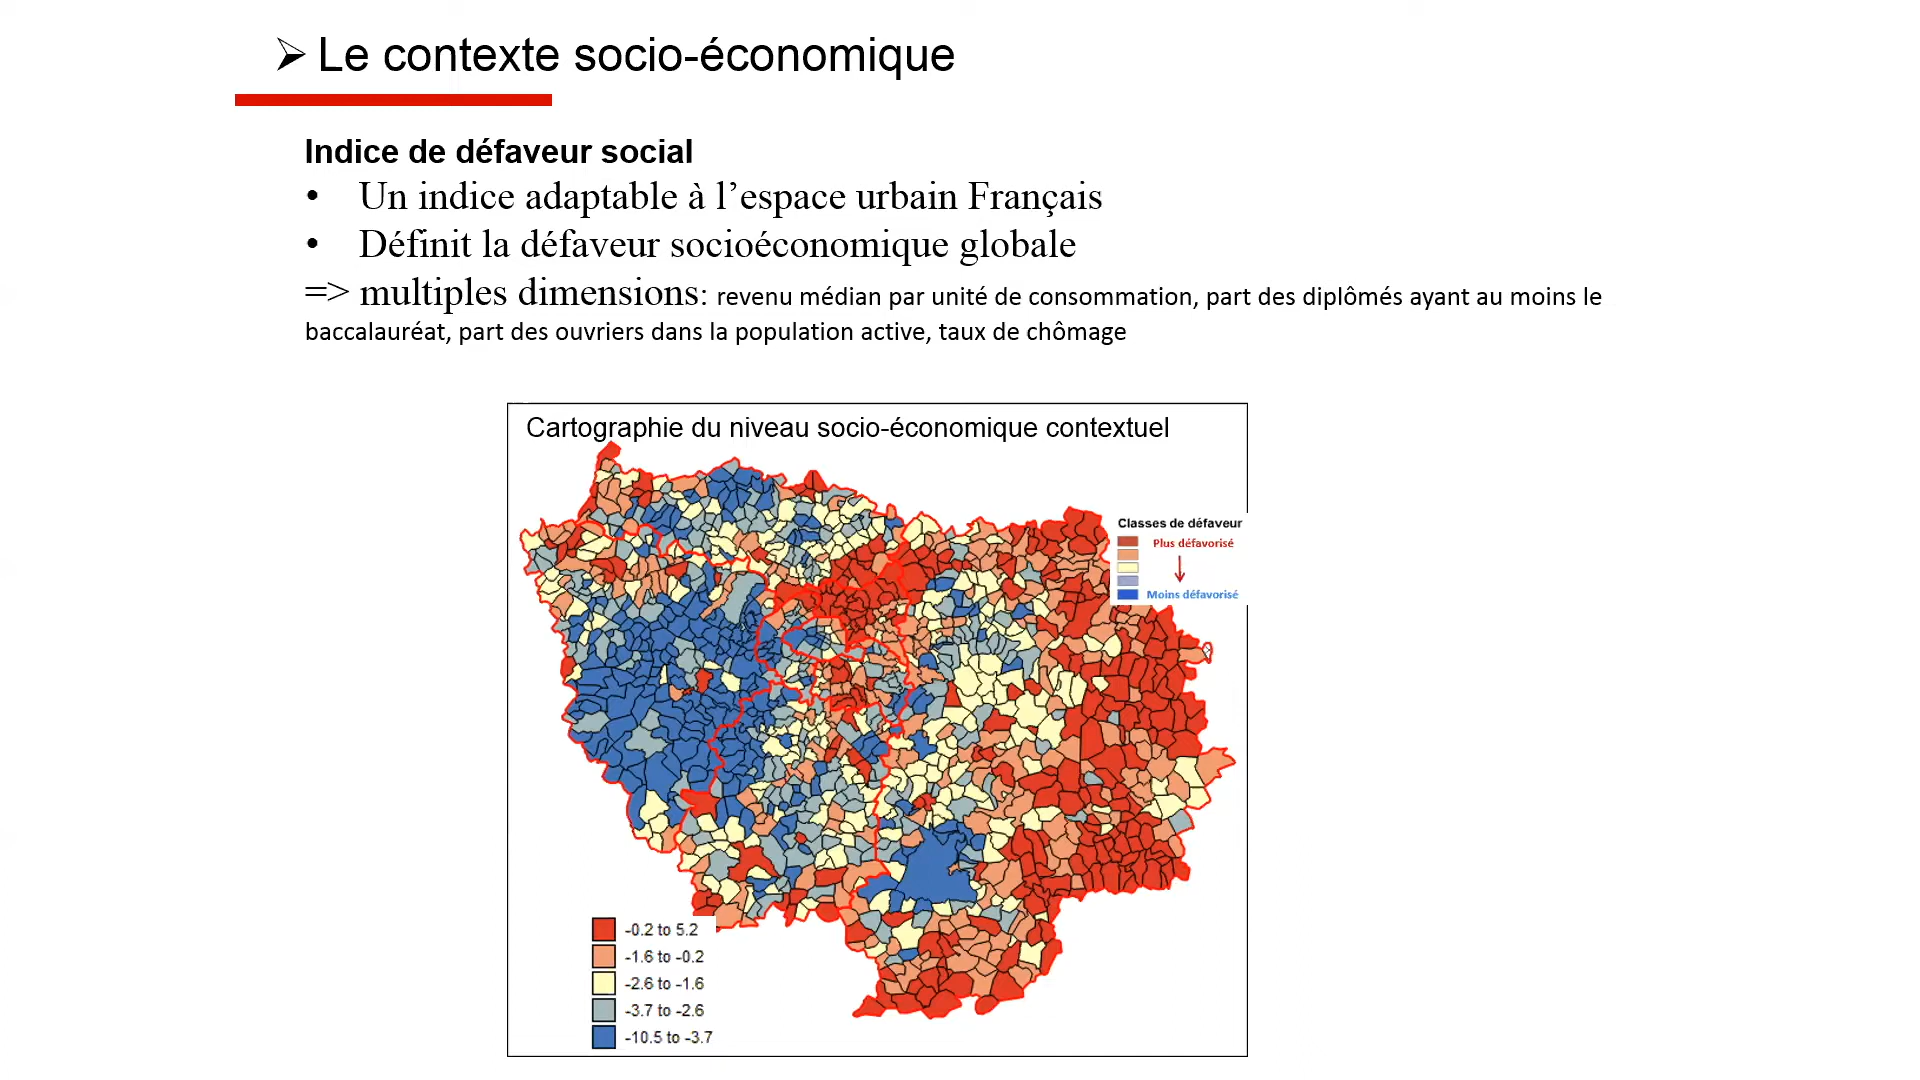 ➢ Le contexte socio-économique
Indice de défaveur social
• Un indice adaptable à l’espace urbain Français
• Définit la défaveur socioéconomique globale
=> multiples dimensions: revenu médian par unité de consommation, part des diplômés ayant au moins le
baccalauréat, part des ouvriers dans la population active, taux de chômage
Cartographie du niveau socio-économique contextuel
Classes de défaveur
Plus défavorisé
Moins défavorisé
-0.2 to 5.2
-1.6 to -0.2
-2.6 to -1.6
-3.7 to -2.6
-10.5 to -3.7